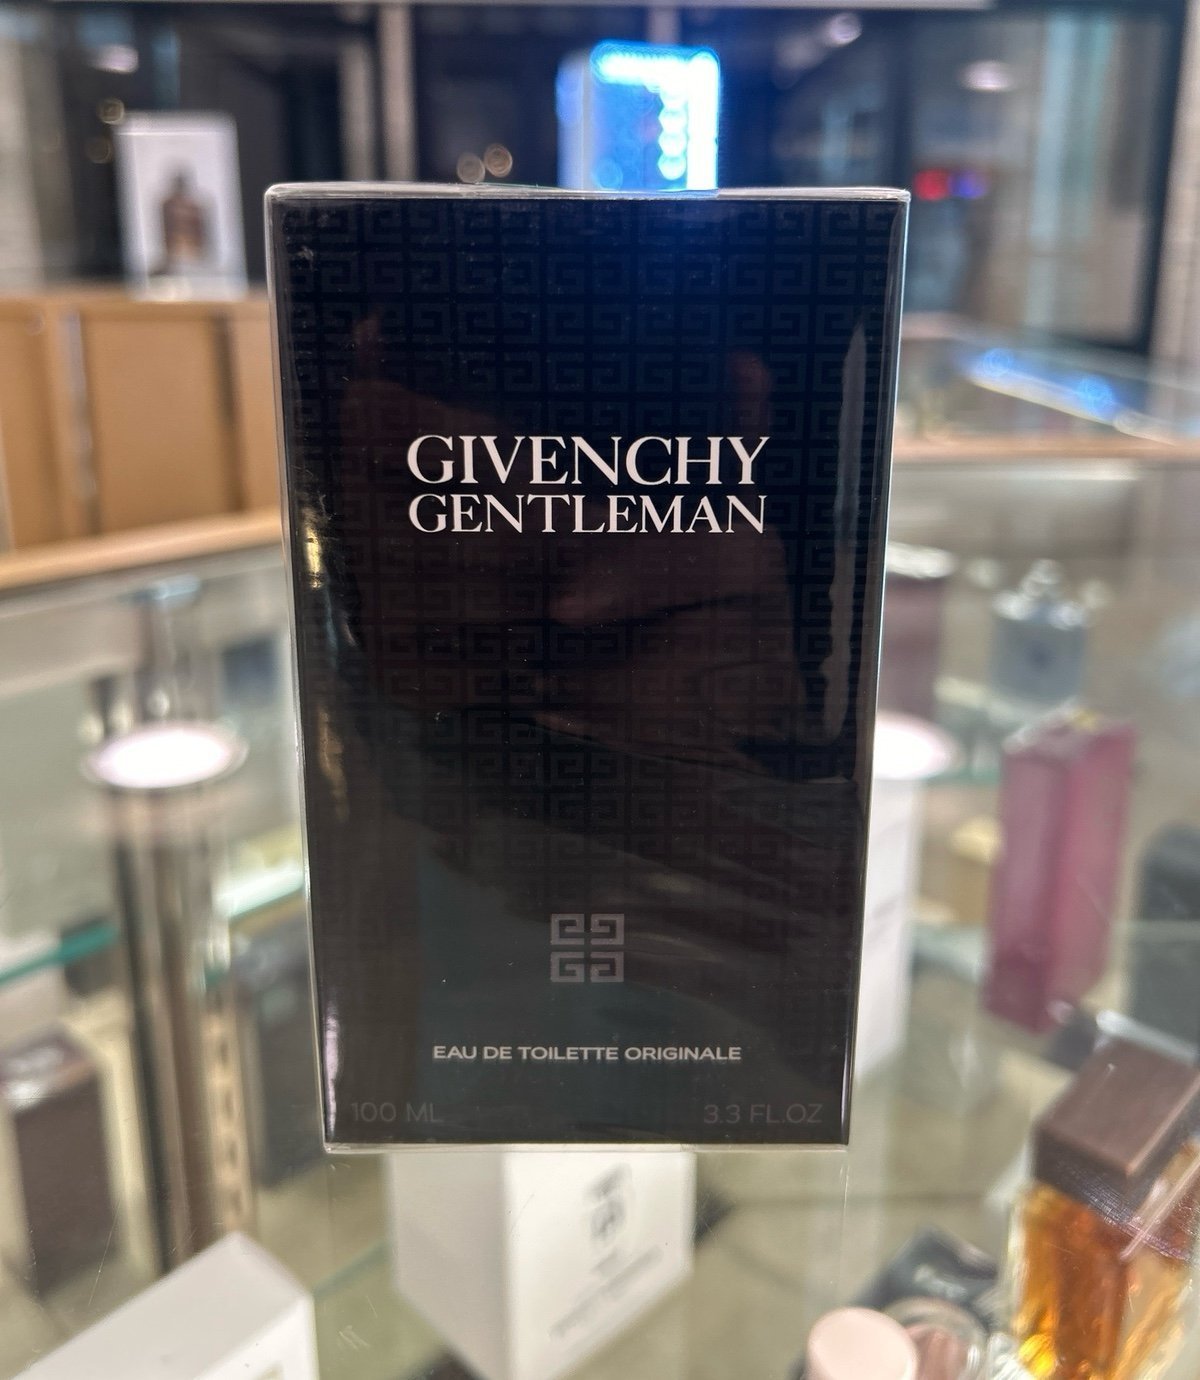 GIVENCHY
GENTLEMAN
EAU DE TOILETTE ORIGINALE
100 ML 3.3 FL.OZ